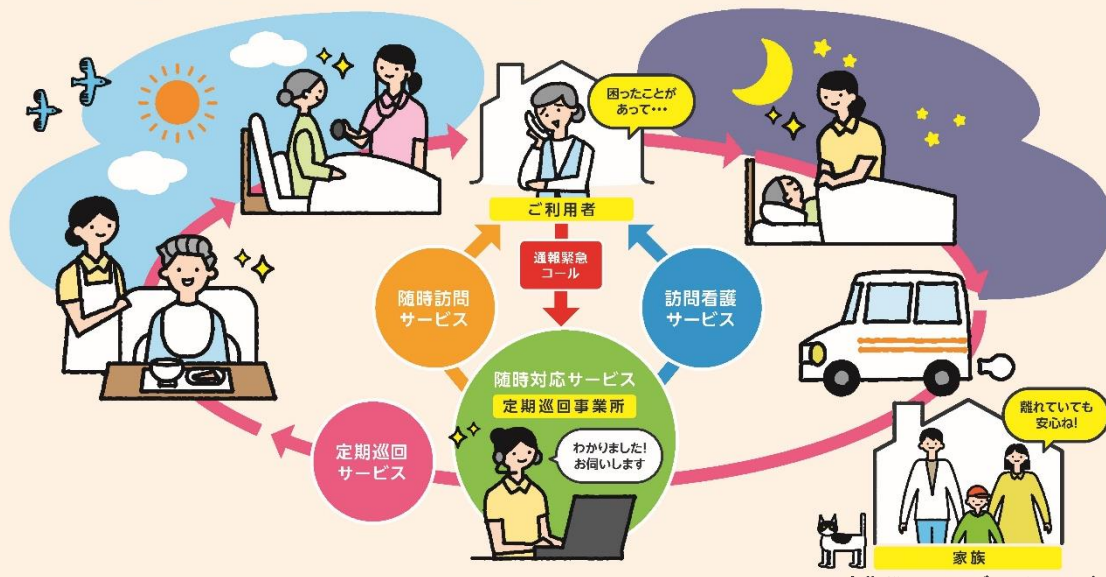 困ったことが
あって・・・
ご利用者
通報緊急
コール
随時訪問
サービス
訪問看護
サービス
随時対応サービス
定期巡回事業所
わかりました!
お伺いします
定期巡回
サービス
離れていても
安心ね!
家族